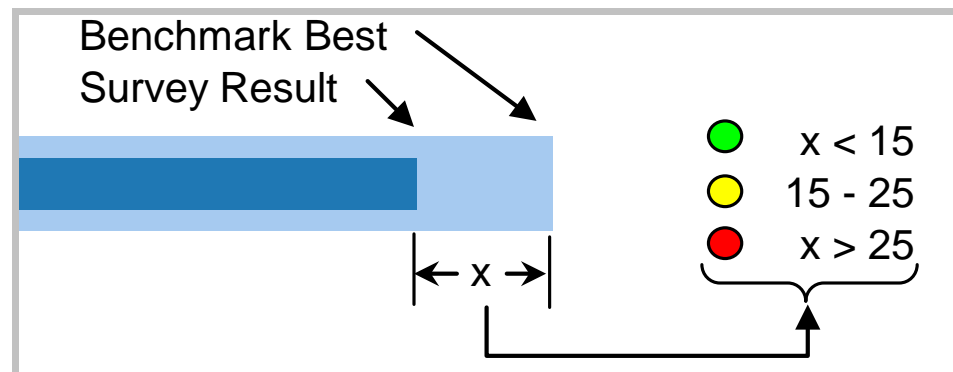 Benchmark Best
Survey Result
x < 15
15 - 25
x > 25
x